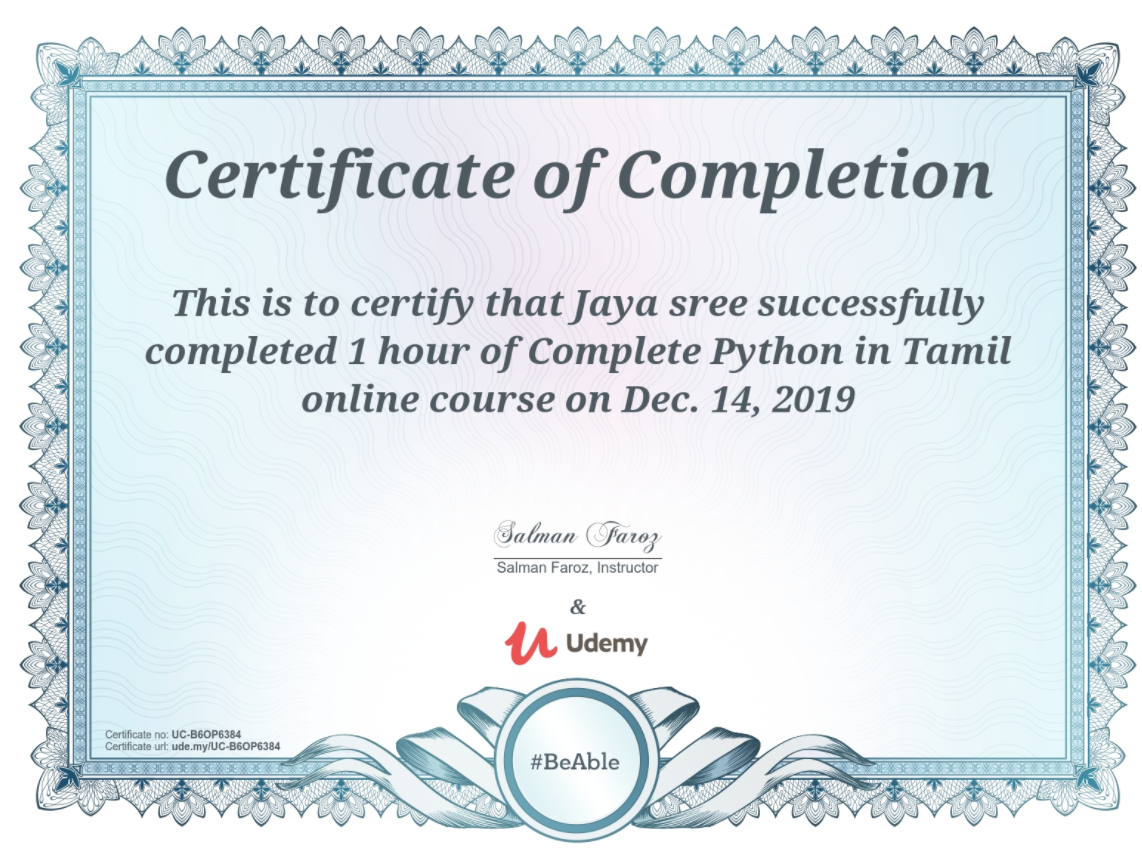 Certificate of Completion
This is to certify that Jaya sree successfully
completed 1 hour of Complete Python in Tamil
online course on Dec. 14, 2019
Salman Faroz
Salman Faroz, Instructor
&
Udemy
Certificate no: UC-B6OP6384
Certificate url: ude.my/UC-B6OP6384
#BeAble